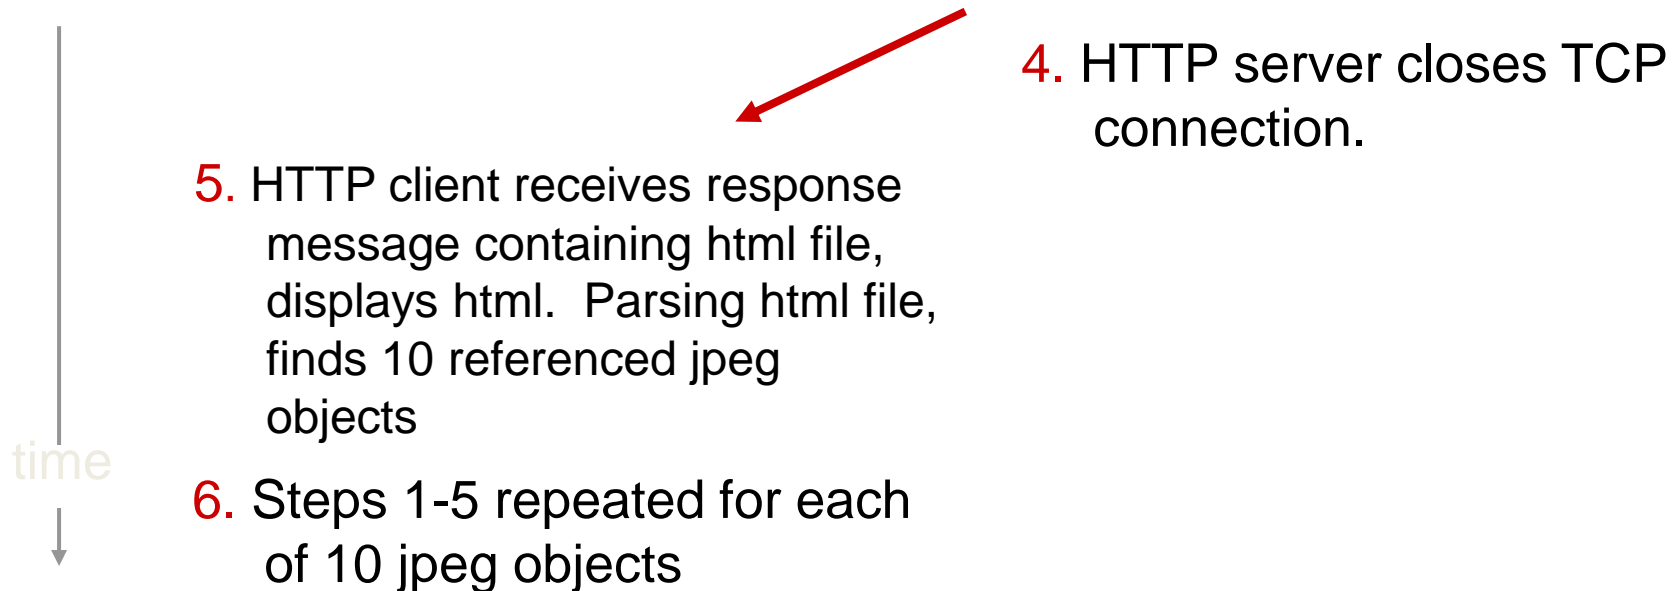 4. HTTP server closes TCP
connection.
5. HTTP client receives response
message containing html file,
displays html.  Parsing html file,
finds 10 referenced jpeg
objects
time
6. Steps 1-5 repeated for each
of 10 jpeg objects